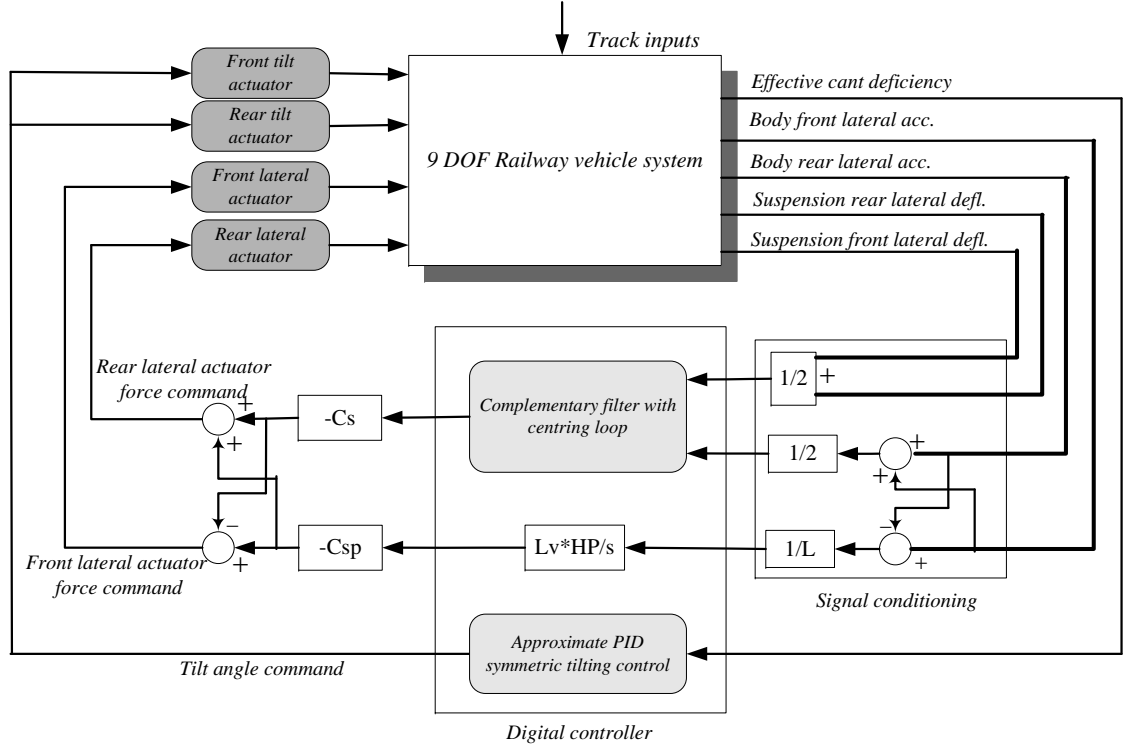 Track inputs
Front tilt
actuator
Rear tilt
actuator
Front lateral
actuator
Rear lateral
actuator
9 DOF Railway vehicle system
Effective cant deficiency
Body front lateral acc.
Body rear lateral acc.
Suspension rear lateral defl.
Suspension front lateral defl.
Rear lateral actuator
force command
+
+
-Cs
Complementary filter with
centring loop
1/2
+
1/2
+
+
−
+
-Csp
Lv*HP/s
1/L
−
+
Front lateral actuator
force command
Signal conditioning
Approximate PID
symmetric tilting control
Tilt angle command
Digital controller